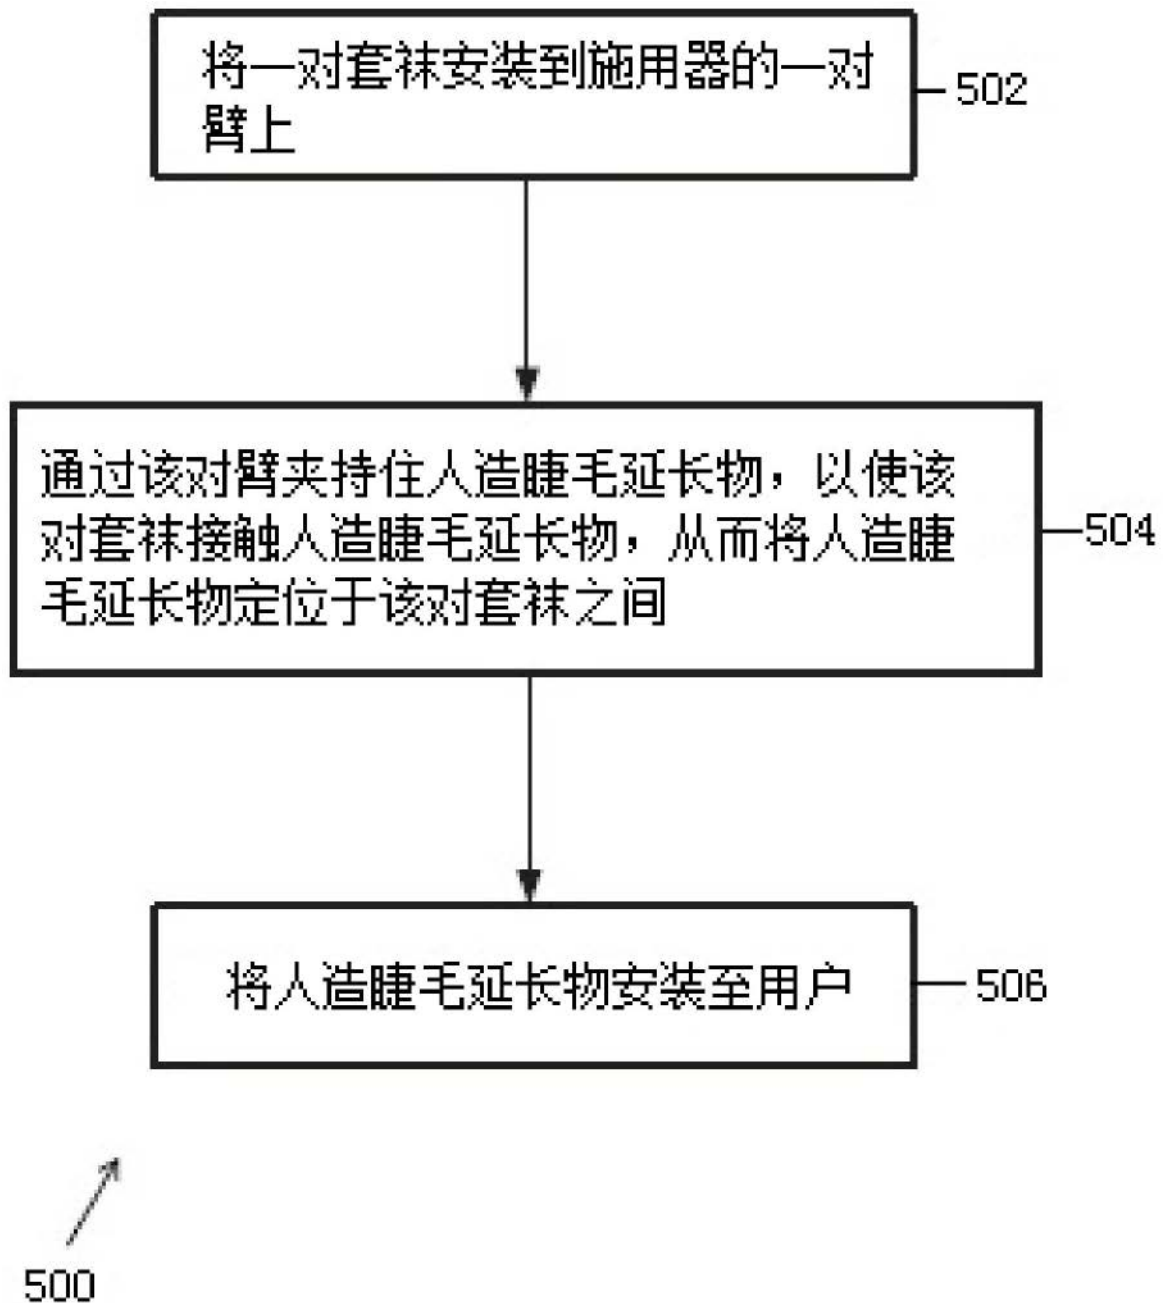 将一对套袜安装到施用器的一对
臂上
502
通过该对臂夹持住人造睫毛延长物，以使该
对套袜接触人造睫毛延长物，从而将人造睫
毛延长物定位于该对套袜之间
504
将人造睫毛延长物安装至用户
506
500